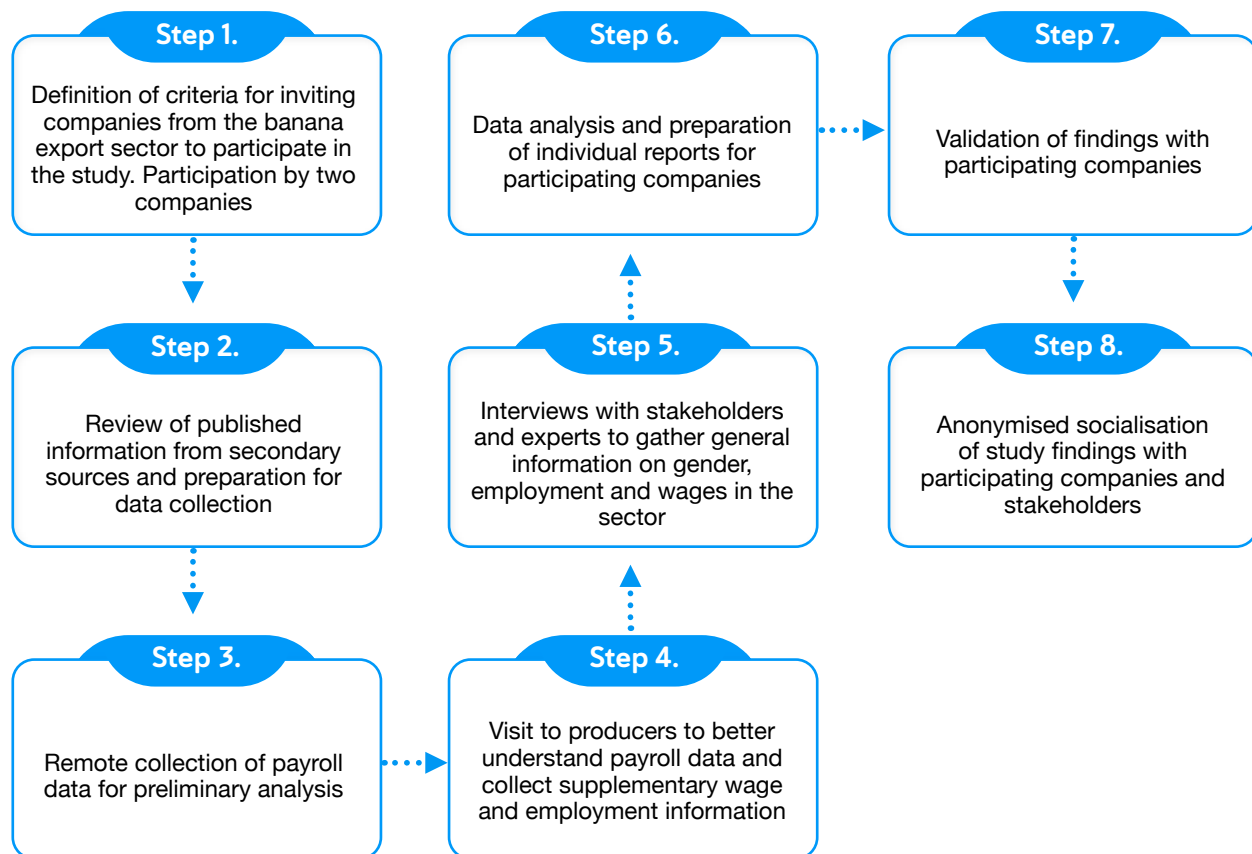 Step 1.
Definition of criteria for inviting
companies from the banana
export sector to participate in
the study. Participation by two
companies
Step 2.
Review of published
information from secondary
sources and preparation for
data collection
Step 3.
Remote collection of payroll
data for preliminary analysis
Step 4.
Visit to producers to better
understand payroll data and
collect supplementary wage
and employment information
Step 5.
Interviews with stakeholders
and experts to gather general
information on gender,
employment and wages in the
sector
Step 6.
Data analysis and preparation
of individual reports for
participating companies
Step 7.
Validation of findings with
participating companies
Step 8.
Anonymised socialisation
of study findings with
participating companies and
stakeholders